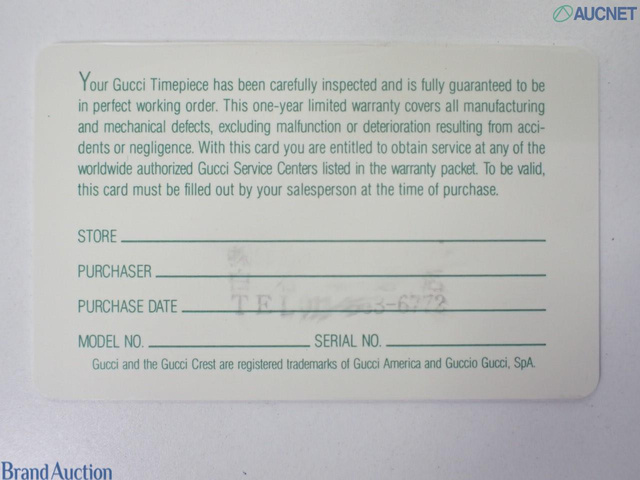 AUCNET
Your Gucci Timepiece has been carefully inspected and is fully guaranteed to be
in perfect working order. This one-year limited warranty covers all manufacturing
and mechanical defects, excluding malfunction or deterioration resulting from acci-
dents or negligence. With this card you are entitled to obtain service at any of the
worldwide authorized Gucci Service Centers listed in the warranty packet. To be valid,
this card must be filled out by your salesperson at the time of purchase.
STORE
PURCHASER
PURCHASE DATE TEL 3-6772
MODEL NO. SERIAL NO.
Gucci and the Gucci Crest are registered trademarks of Gucci America and Guccio Gucci, SpA.
Brand Auction